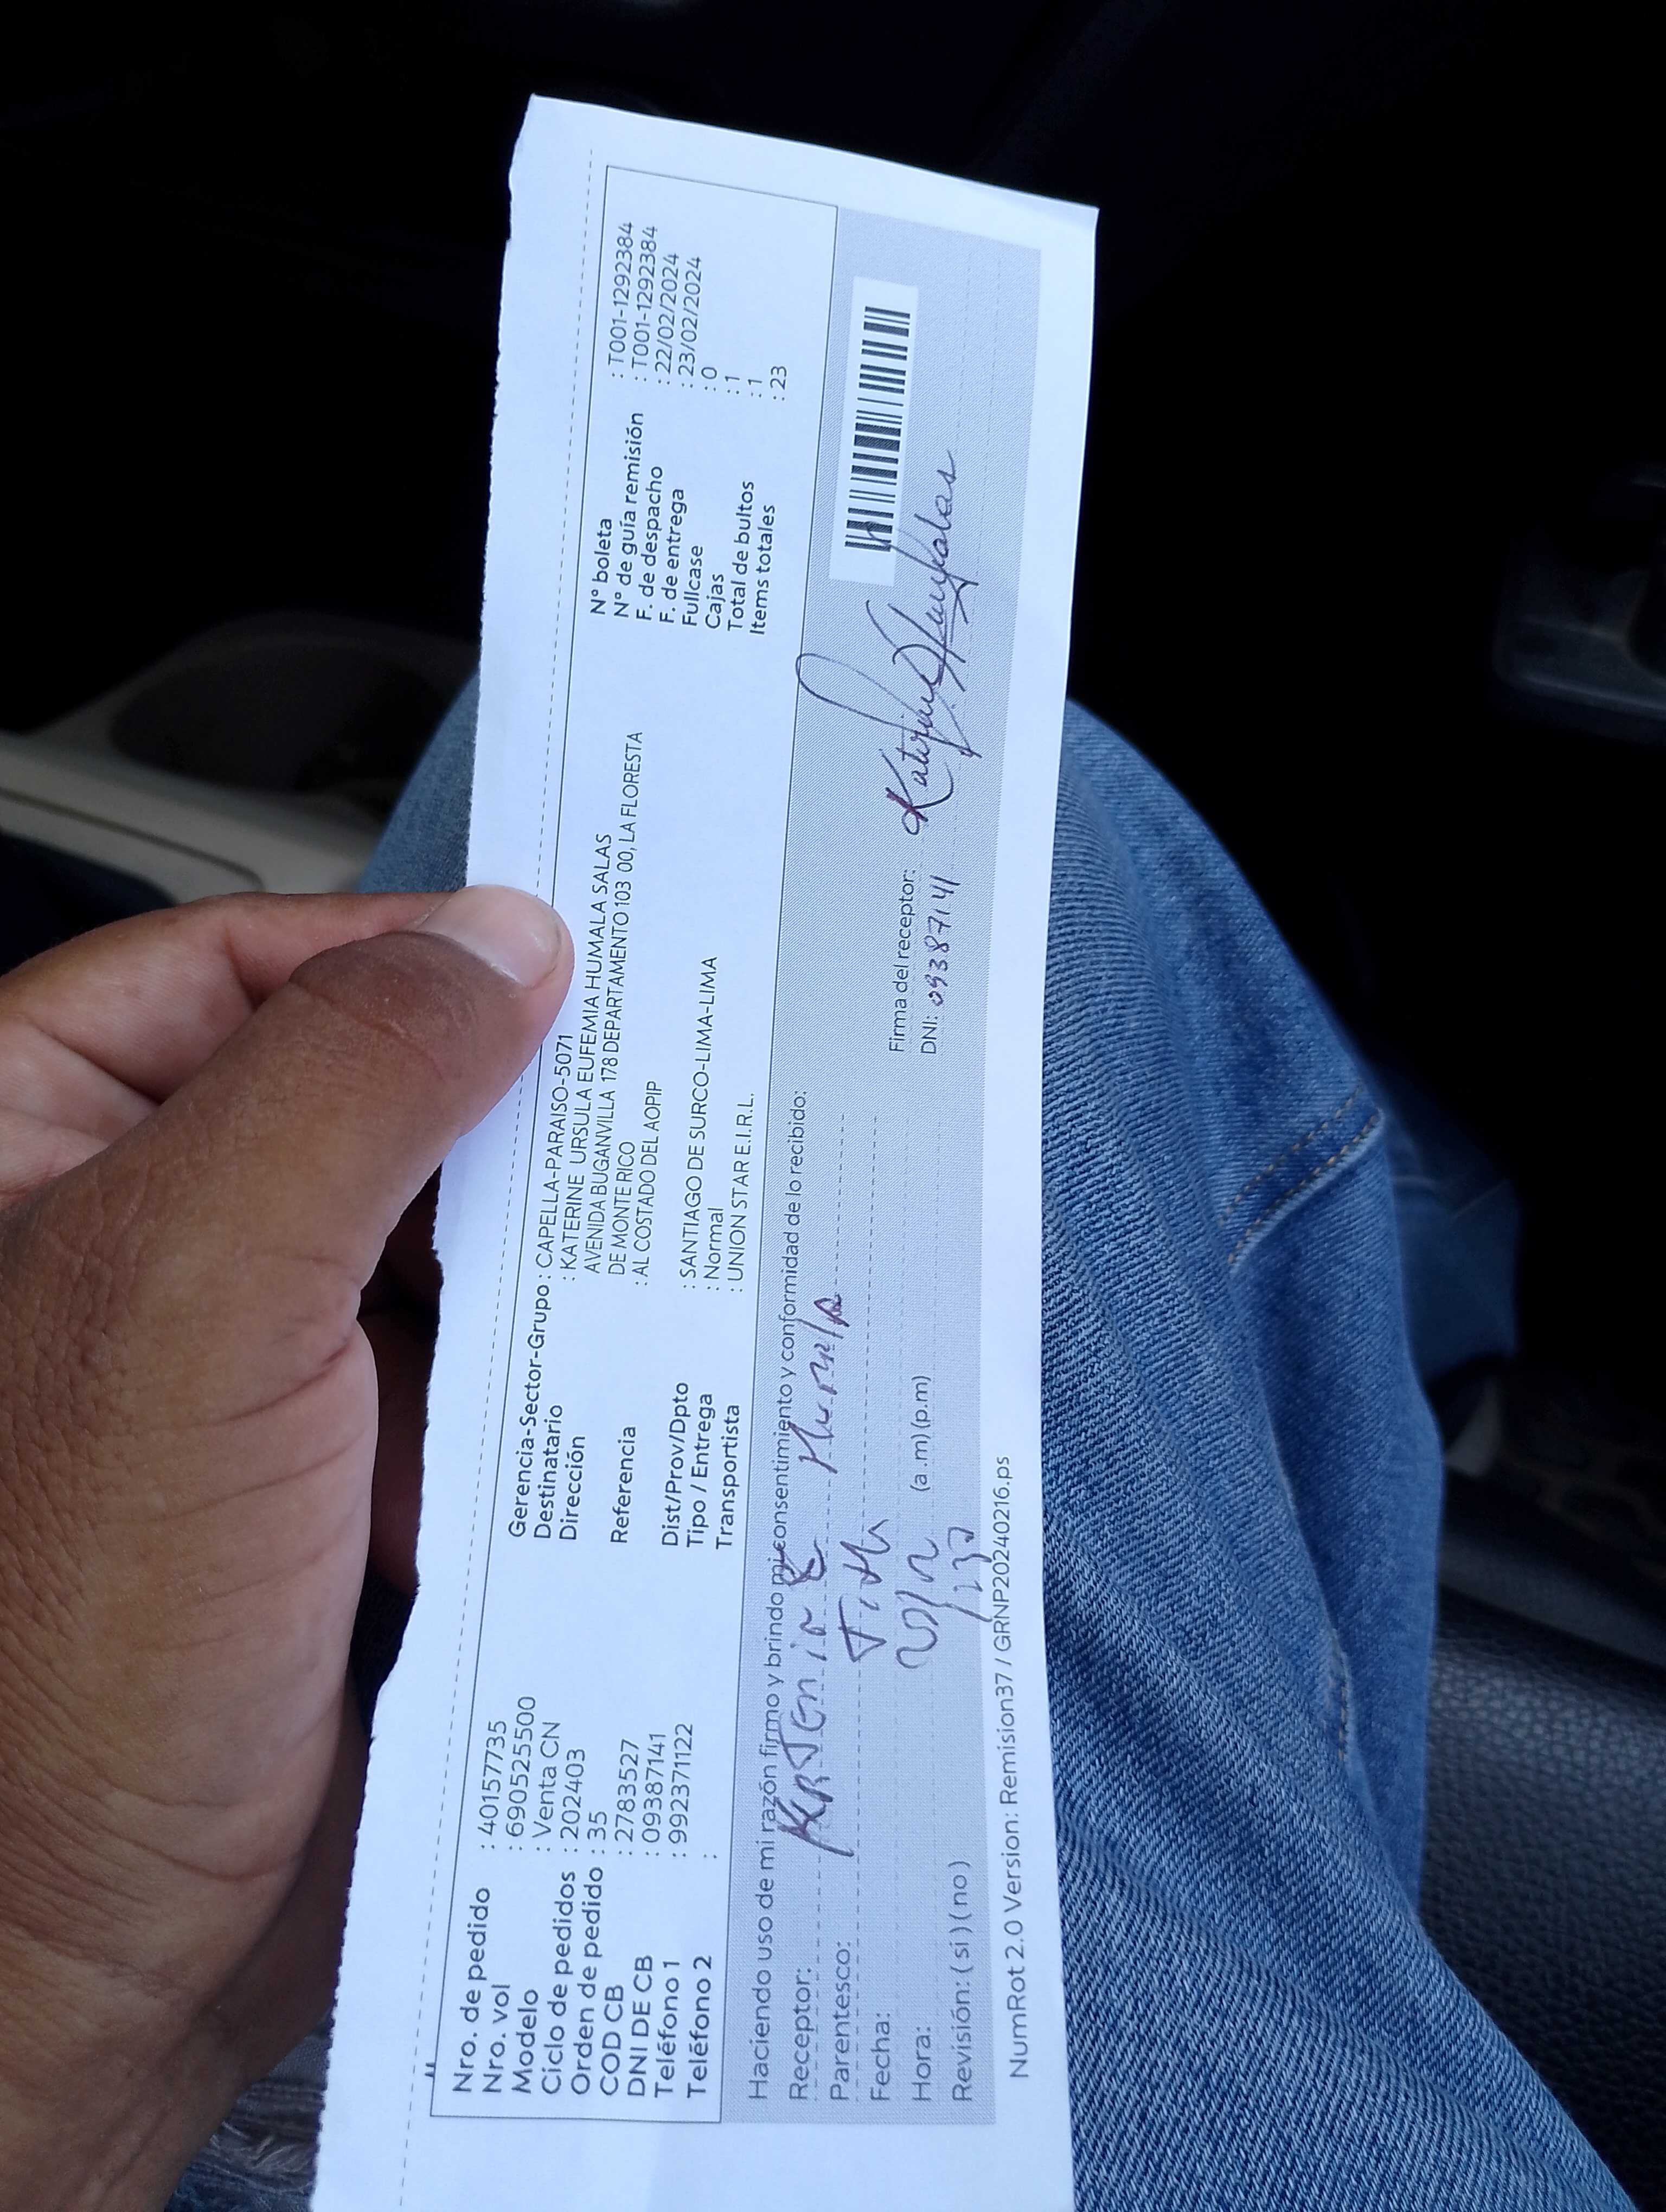 Nro. de pedido : 401577735
Nro. vol : 6905255500
Modelo : Venta CN
Ciclo de pedidos : 202403
Orden de pedido : 35
COD CB : 2783527
DNI DE CB : 09387141
Teléfono 1 : 992371122
Teléfono 2 :
Gerencia-Sector-Grupo : CAPELLA-PARAISO-5071
Destinatario : KATERINE URSULA EUFEMIA HUMALA SALAS
Dirección AVENIDA BUGANVILLA 178 DEPARTAMENTO 103 00, LA FLORESTA
DE MONTERICO
Referencia : AL COSTADO DEL AOPIP
Dist/Prov/Dpto : SANTIAGO DE SURCO-LIMA-LIMA
Tipo / Entrega : Normal
Transportista : UNION STAR E.I.R.L.
N° boleta : T001-1292384
N° de guía remisión : T001-1292384
F. de despacho : 22/02/2024
F. de entrega : 23/02/2024
Fullcase : 0
Cajas : 1
Total de bultos : 1
Items totales : 23
Haciendo uso de mi razón firmo y brindo mi consentimiento y conformidad de lo recibido:
Receptor: Humala
Parentesco:
Fecha:
Hora: (a.m) (p.m)
Revisión: ( si ) ( no )
Firma del receptor:
DNI: 09387141
NumRot 2.0 Version: Remision37 / GRNP20240216.ps